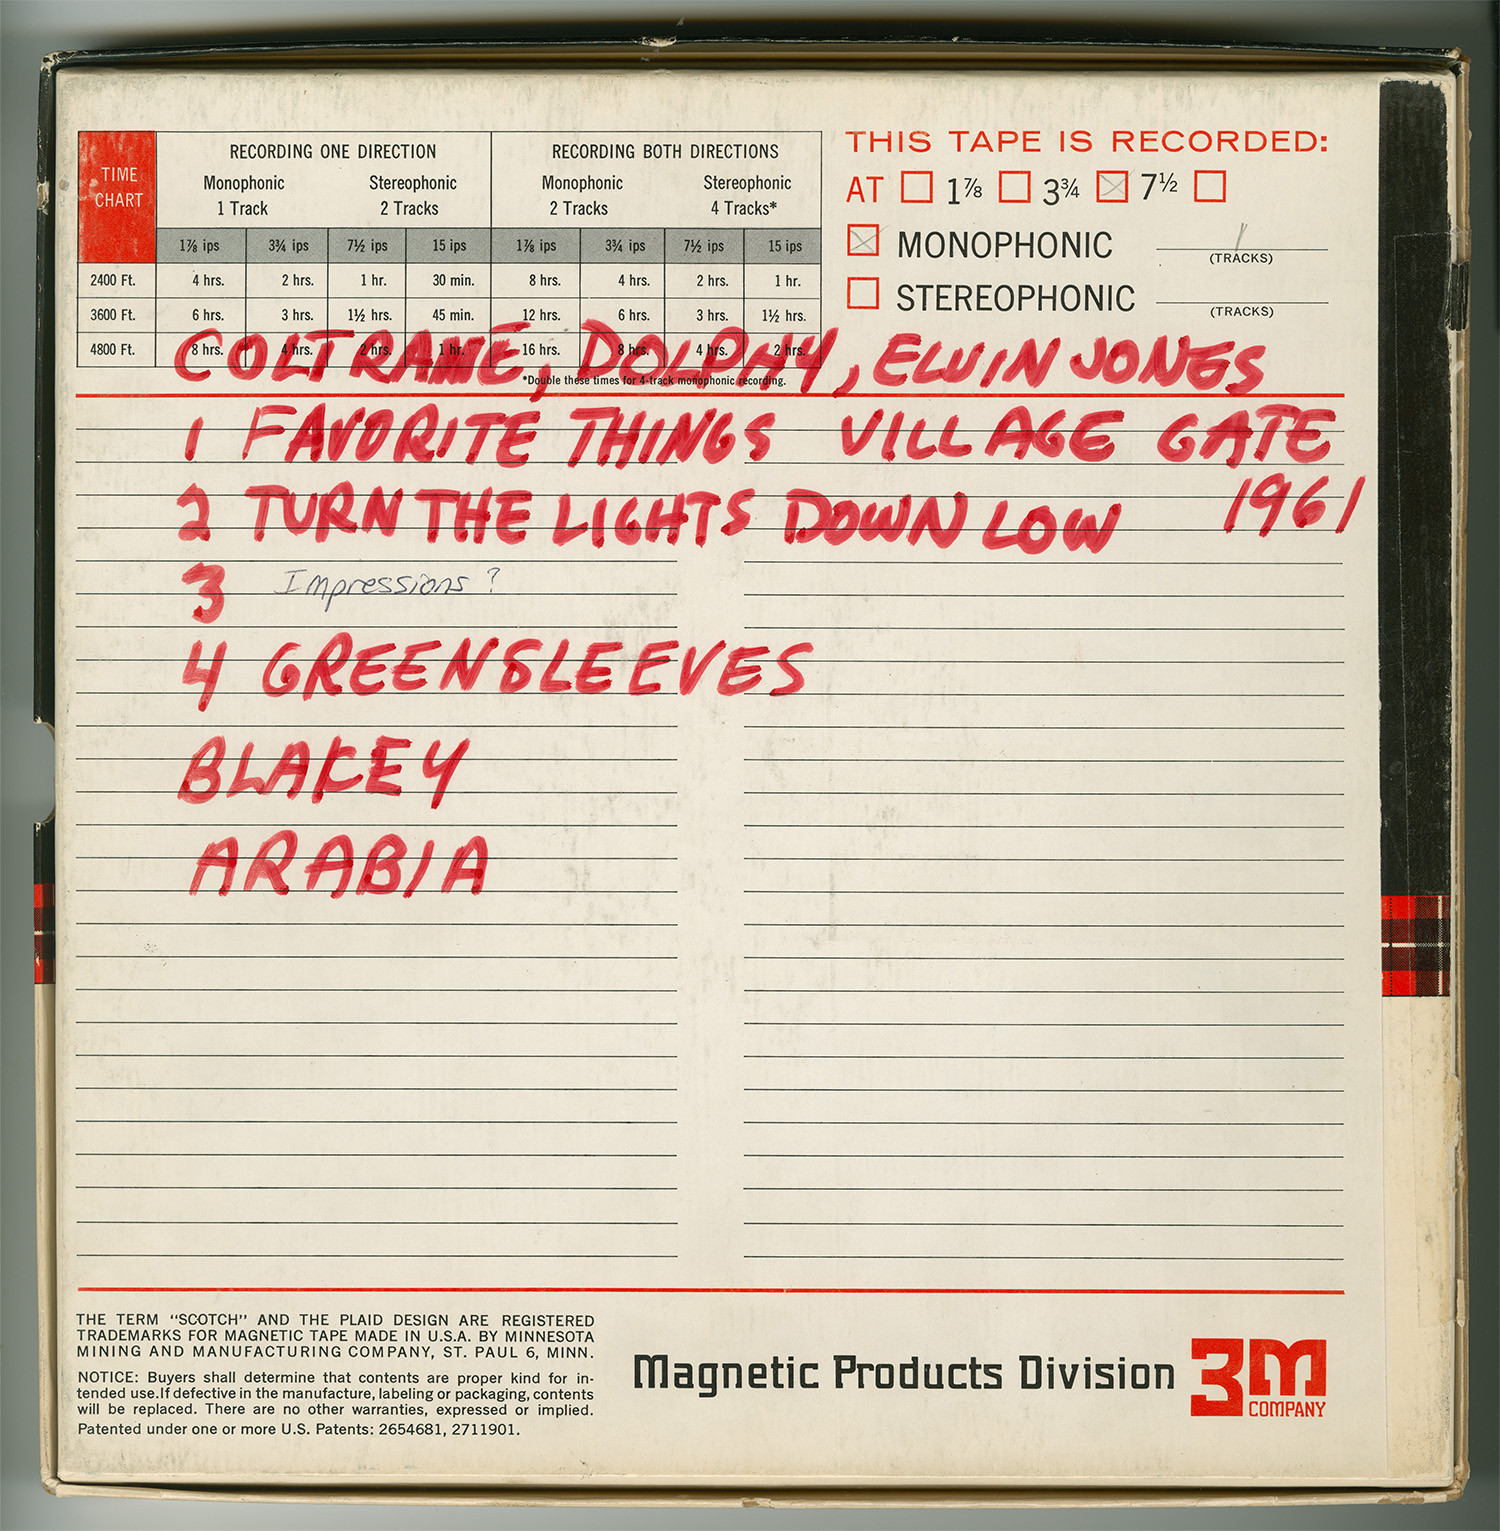 TIME CHART
RECORDING ONE DIRECTION
RECORDING BOTH DIRECTIONS
Monophonic 1 Track
Stereophonic 2 Tracks
Monophonic 2 Tracks
Stereophonic 4 Tracks*
1⅞ ips 3¾ ips 7½ ips 15 ips 1⅞ ips 3¾ ips 7½ ips 15 ips
2400 Ft. 4 hrs. 2 hrs. 1 hr. 30 min. 8 hrs. 4 hrs. 2 hrs. 1 hr.
3600 Ft. 6 hrs. 3 hrs. 1½ hrs. 45 min. 12 hrs. 6 hrs. 3 hrs. 1½ hrs.
4800 Ft. 8 hrs. 4 hrs. 2 hrs. 1 hr. 16 hrs. 8 hrs. 4 hrs. 2 hrs.
*Double these times for 4-track monophonic recording.
THIS TAPE IS RECORDED:
AT 1⅞ 3¾ 7½
MONOPHONIC 1
(TRACKS)
STEREOPHONIC
(TRACKS)
COLTRANE, DOLPHY, ELVIN JONES
1 FAVORITE THINGS VILLAGE GATE
2 TURN THE LIGHTS DOWN LOW 1961
3 Impressions?
4 GREENSLEEVES
BLAKEY
ARABIA
THE TERM “SCOTCH” AND THE PLAID DESIGN ARE REGISTERED
TRADEMARKS FOR MAGNETIC TAPE MADE IN U.S.A. BY MINNESOTA
MINING AND MANUFACTURING COMPANY, ST. PAUL 6, MINN.
NOTICE: Buyers shall determine that contents are proper kind for in-
tended use. If defective in the manufacture, labeling or packaging, contents
will be replaced. There are no other warranties, expressed or implied.
Patented under one or more U.S. Patents: 2654681, 2711901.
Magnetic Products Division
3M COMPANY